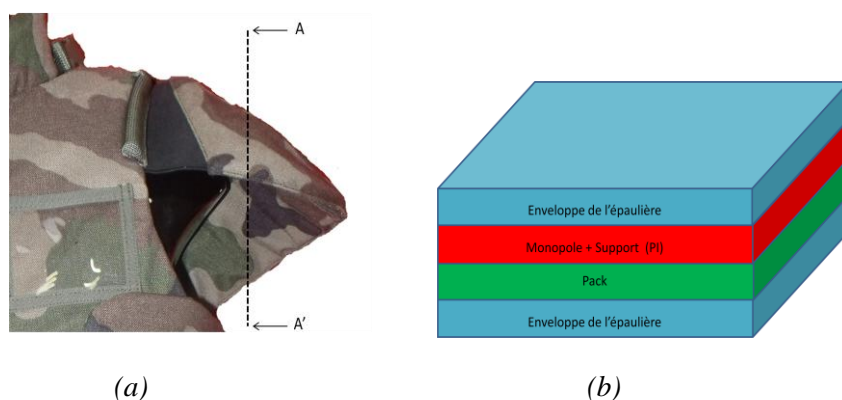 A
A'
Enveloppe de l'épaulière
Monopole + Support (PI)
Pack
Enveloppe de l'épaulière
(a)
(b)